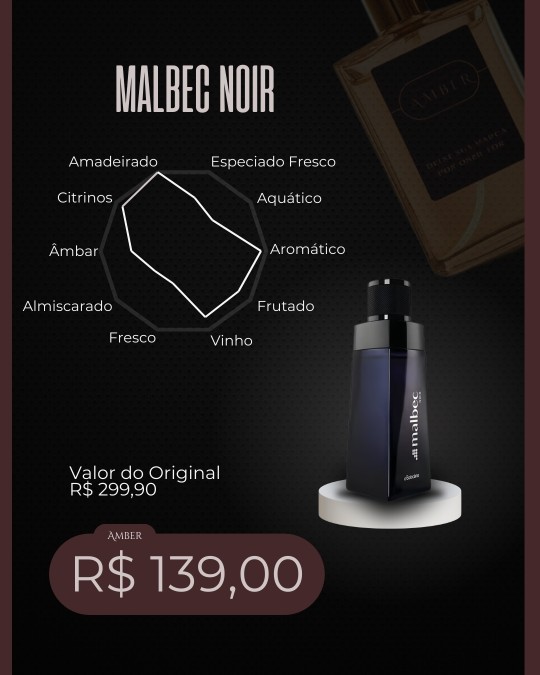 MALBEC NOIR
AMBER
Amadeirado
Especiado Fresco
Citrinos
Aquático
Âmbar
Aromático
Almiscarado
Frutado
Fresco
Vinho
malbec
Valor do Original
R$ 299,90
AMBER
R$ 139,00